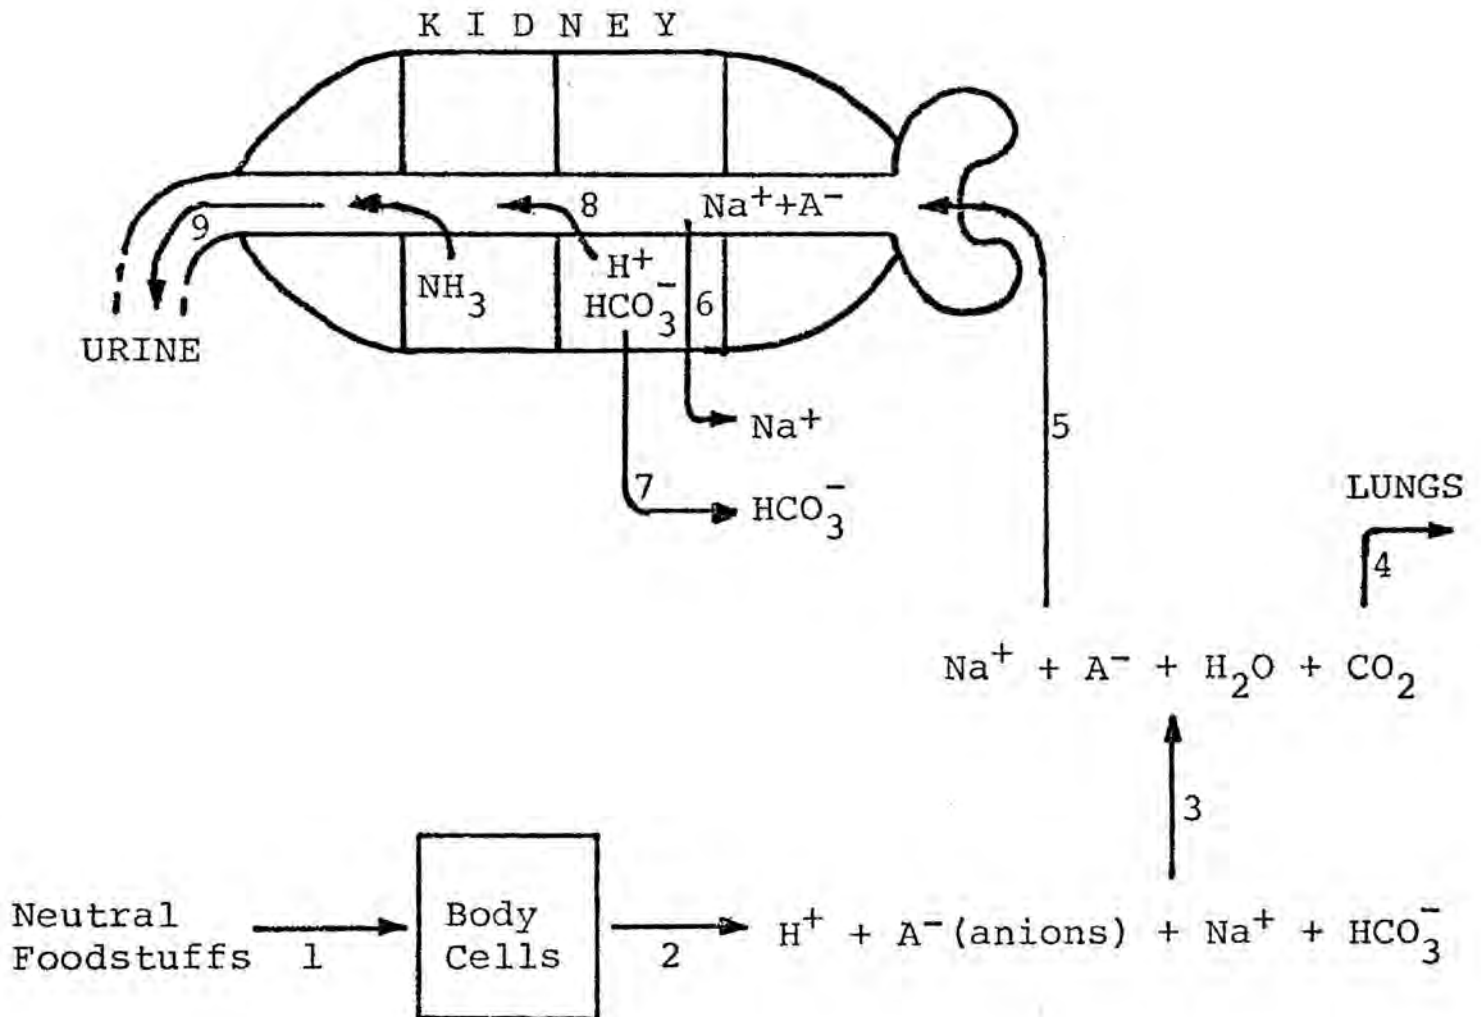 K I D N E Y
8
Na⁺+A⁻
9
NH₃
H⁺
HCO₃⁻
6
URINE
Na⁺
5
7
HCO₃⁻
LUNGS
4
Na⁺ + A⁻ + H₂O + CO₂
3
Neutral
Foodstuffs
1
Body
Cells
2
H⁺ + A⁻(anions) + Na⁺ + HCO₃⁻